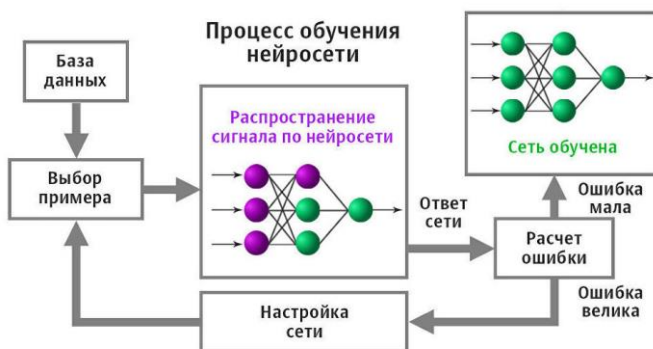 Процесс обучения
нейросети
База
данных
Выбор
примера
Распространение
сигнала по нейросети
Ответ
сети
Расчет
ошибки
Ошибка
мала
Сеть обучена
Ошибка
велика
Настройка
сети